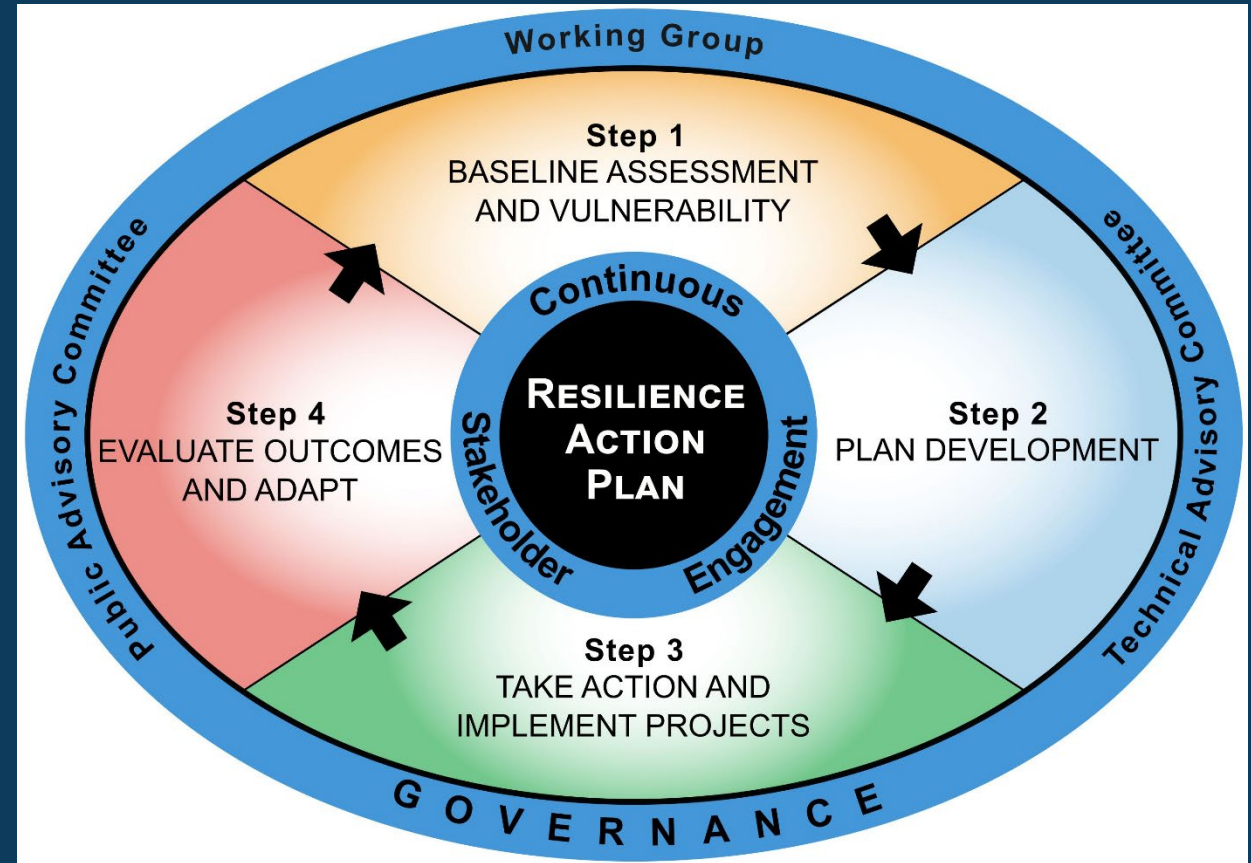 Working Group
Step 1
BASELINE ASSESSMENT
AND VULNERABILITY
Public Advisory Committee
Technical Advisory Committee
Continuous
Stakeholder
Engagement
RESILIENCE
ACTION
PLAN
Step 4
EVALUATE OUTCOMES
AND ADAPT
Step 2
PLAN DEVELOPMENT
Step 3
TAKE ACTION AND
IMPLEMENT PROJECTS
GOVERNANCE